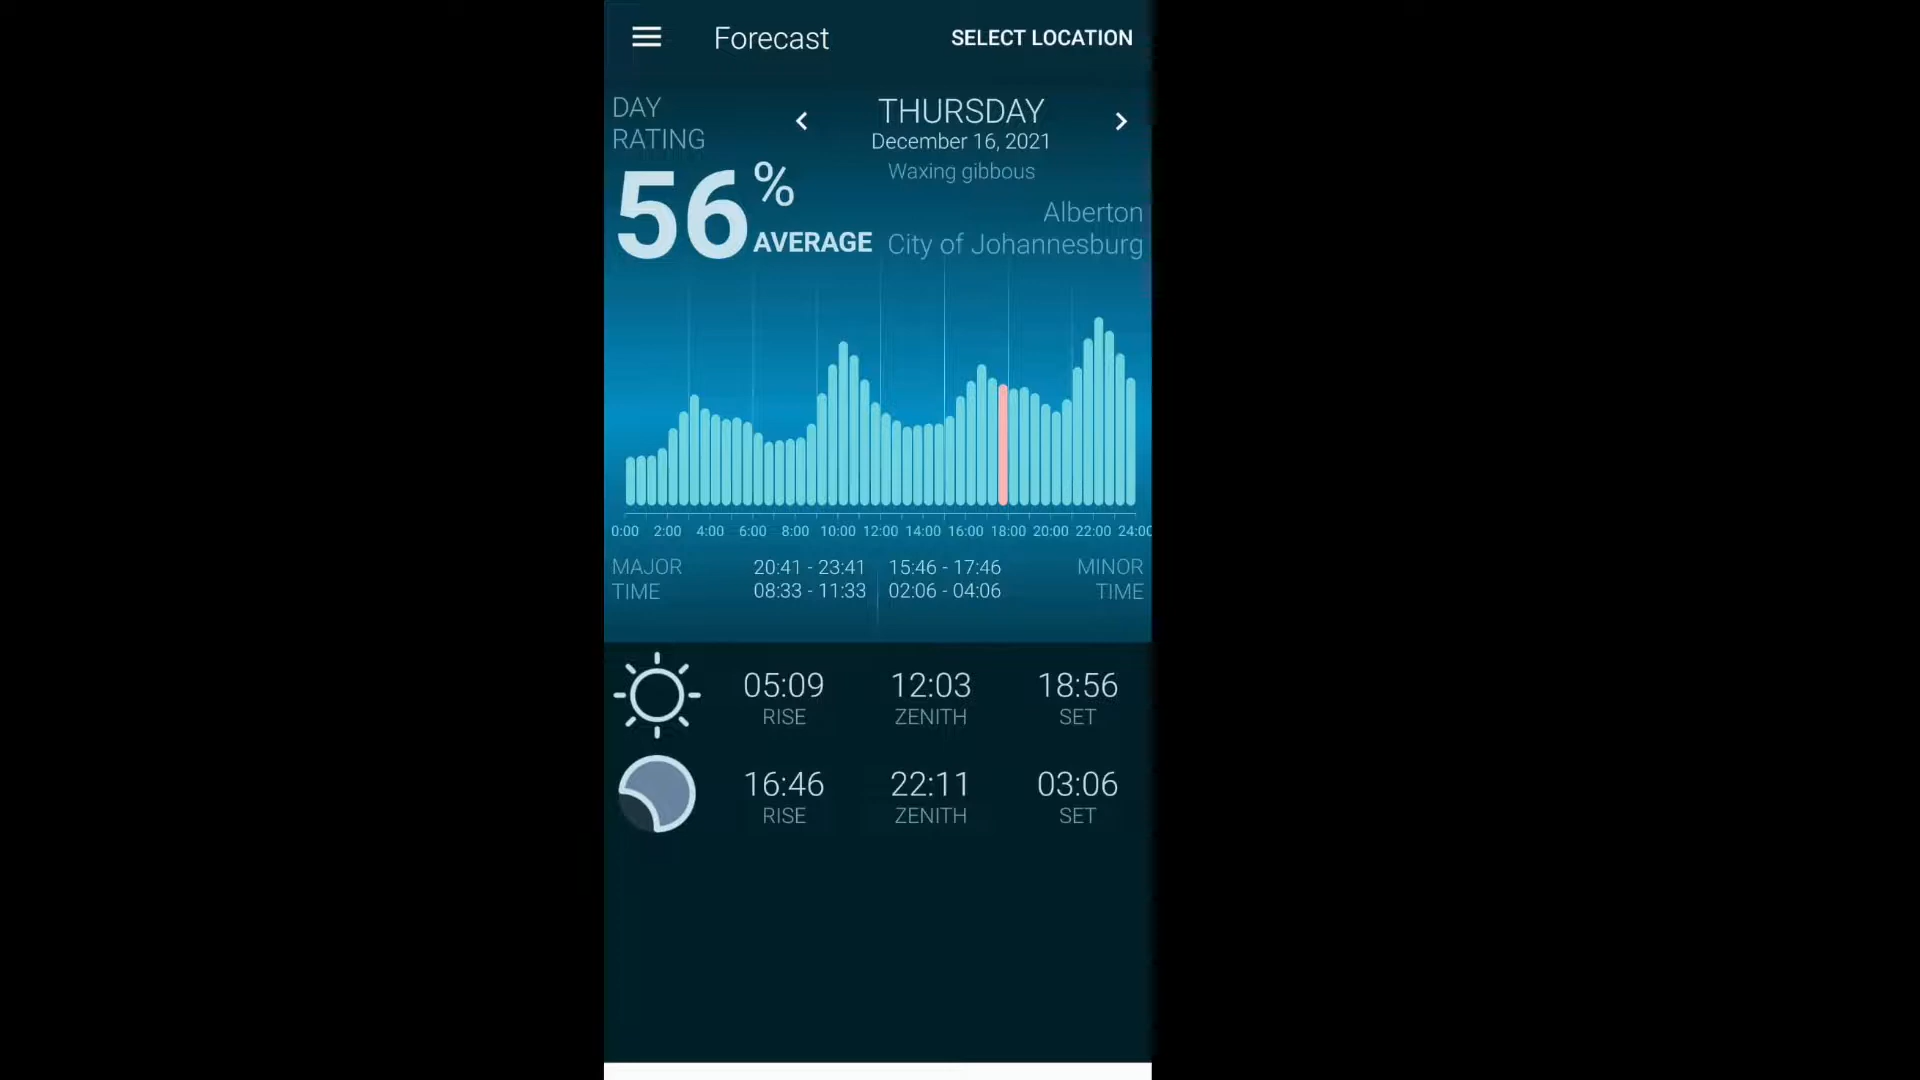 Forecast
SELECT LOCATION
DAY
RATING
THURSDAY
December 16, 2021
Waxing gibbous
56%
AVERAGE
Alberton
City of Johannesburg
0:00 2:00 4:00 6:00 8:00 10:00 12:00 14:00 16:00 18:00 20:00 22:00 24:00
MAJOR
TIME
20:41 - 23:41
08:33 - 11:33
15:46 - 17:46
02:06 - 04:06
MINOR
TIME
05:09 12:03 18:56
RISE ZENITH SET
16:46 22:11 03:06
RISE ZENITH SET